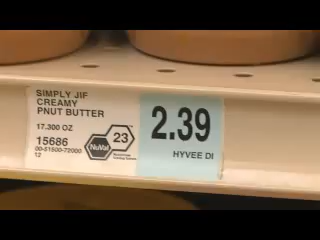 SIMPLY JIF
CREAMY
PNUT BUTTER
17.300 OZ
15686
00-51500-72000
12
NuVal 23
2.39
HYVEE DI